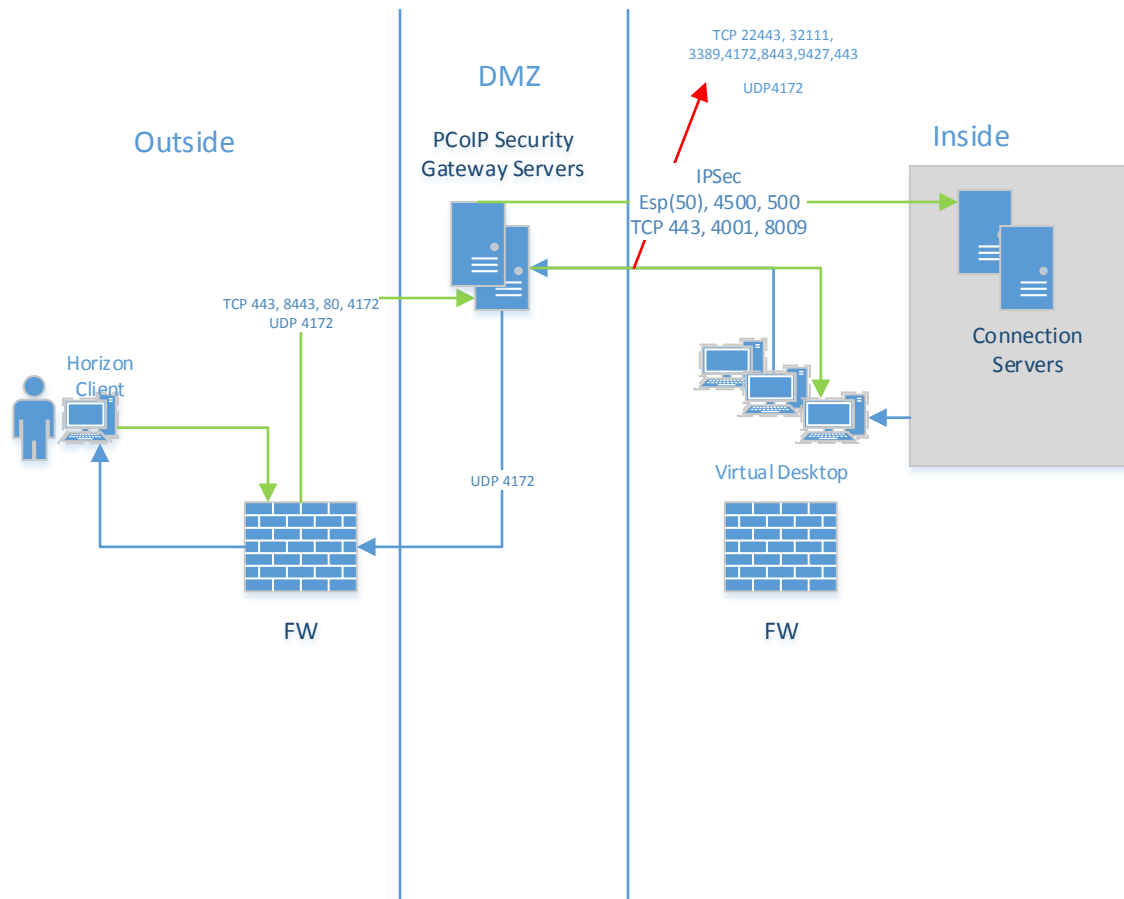 TCP 22443, 32111,
3389,4172,8443,9427,443
UDP4172
DMZ
Outside
Inside
PCoIP Security
Gateway Servers
IPSec
Esp(50), 4500, 500
TCP 443, 4001, 8009
TCP 443, 8443, 80, 4172
UDP 4172
Connection
Servers
Horizon
Client
Virtual Desktop
UDP 4172
FW
FW